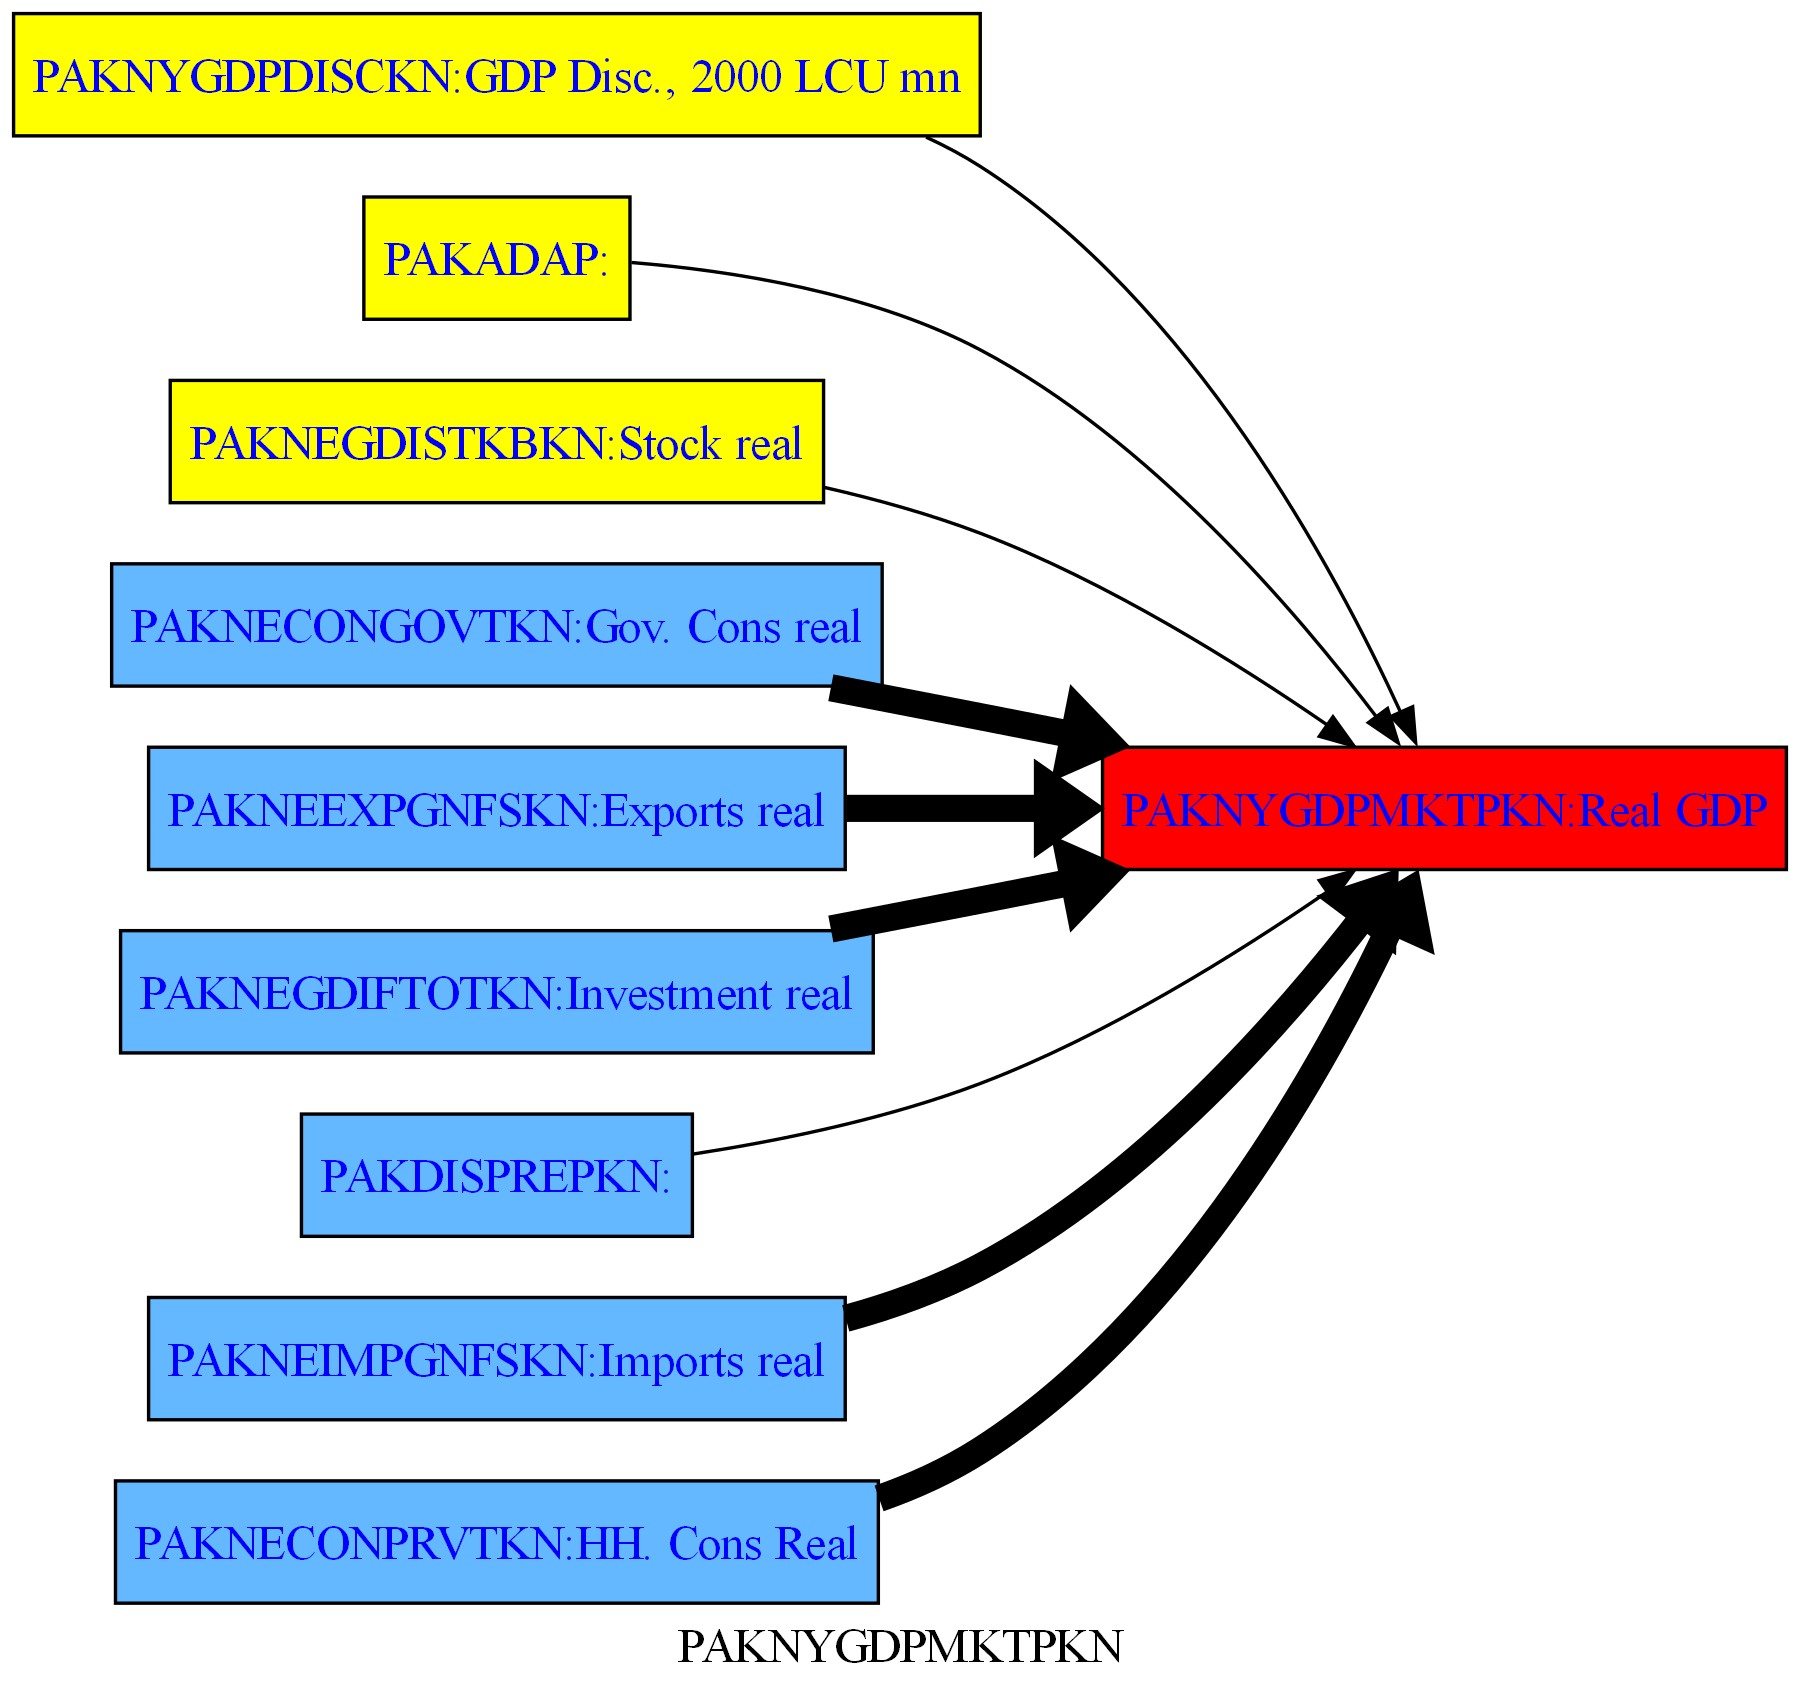 PAKNYGDPDISCKN:GDP Disc., 2000 LCU mn
PAKADAP:
PAKNEGDISTKBKN:Stock real
PAKNECONGOVTKN:Gov. Cons real
PAKNEEXPGNFSKN:Exports real
PAKNYGDPMKTPKN:Real GDP
PAKNEGDIFTOTKN:Investment real
PAKDISPREPKN:
PAKNEIMPGNFSKN:Imports real
PAKNECONPRVTKN:HH. Cons Real
PAKNYGDPMKTPKN